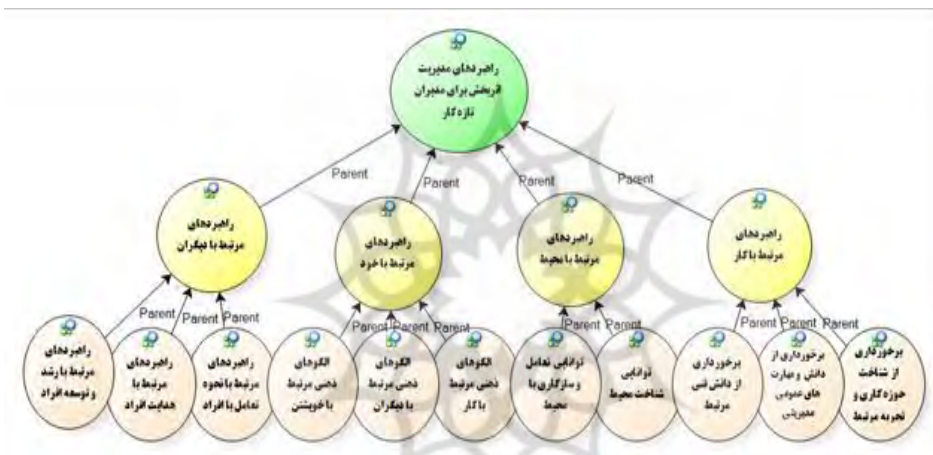 راهبردهای مدیریت
اثربخش برای مدیران
تازه کار
Parent
Parent
Parent
Parent
راهبردهای
مرتبط با کار
راهبردهای
مرتبط با محیط
راهبردهای
مرتبط با خود
راهبردهای
مرتبط با دیگران
Parent
Parent
Parent
Parent
Parent
Parent
Parent
Parent
Parent
Parent
Parent
برخورداری
از شناخت
حوزه کاری و
تجربه مرتبط
برخورداری از
دانش و مهارت
های عمومی
مدیریتی
برخورداری
از دانش فنی
مرتبط
توانایی
شناخت محیط
توانایی تعامل
و سازگاری با
محیط
الگوهای
ذهنی مرتبط
با کار
الگوهای
ذهنی مرتبط
با دیگران
الگوهای
ذهنی مرتبط
با خویشتن
راهبردهای
مرتبط با نحوه
تعامل با افراد
راهبردهای
مرتبط با
هدایت افراد
راهبردهای
مرتبط با رشد
و توسعه افراد